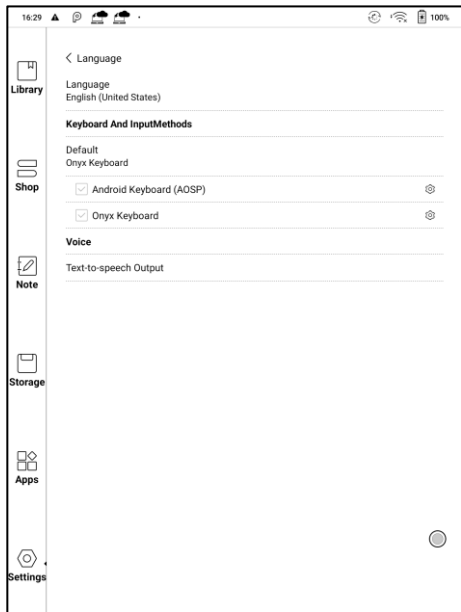 16:29
100%
Library
Shop
Note
Storage
Apps
Settings
Language
Language
English (United States)
Keyboard And InputMethods
Default
Onyx Keyboard
Android Keyboard (AOSP)
Onyx Keyboard
Voice
Text-to-speech Output